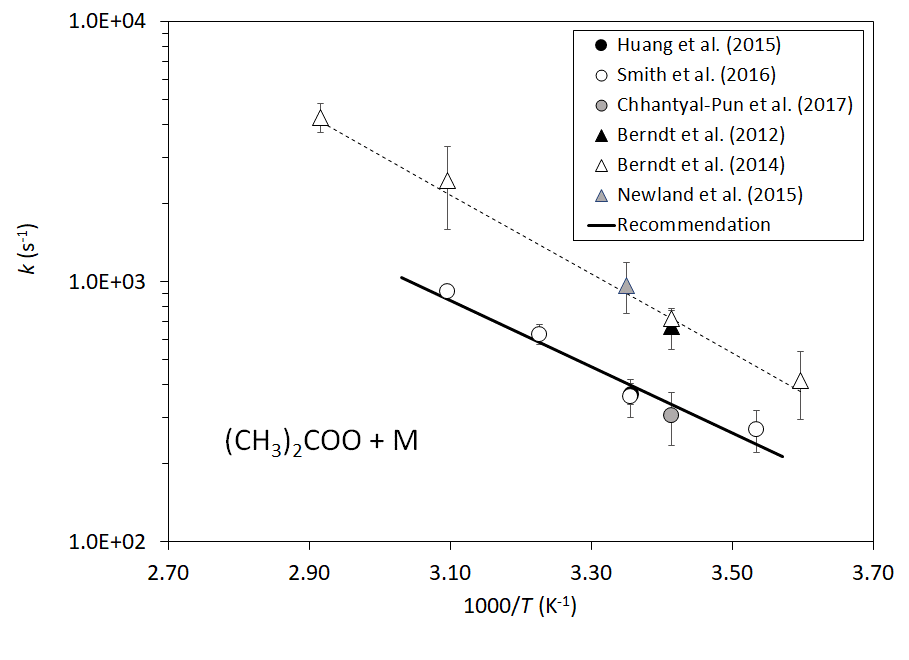 1.0E+04
Huang et al. (2015)
Smith et al. (2016)
Chhantyal-Pun et al. (2017)
Berndt et al. (2012)
Berndt et al. (2014)
Newland et al. (2015)
Recommendation
k (s⁻¹)
1.0E+03
(CH₃)₂COO + M
1.0E+02
2.70 2.90 3.10 3.30 3.50 3.70
1000/T (K⁻¹)